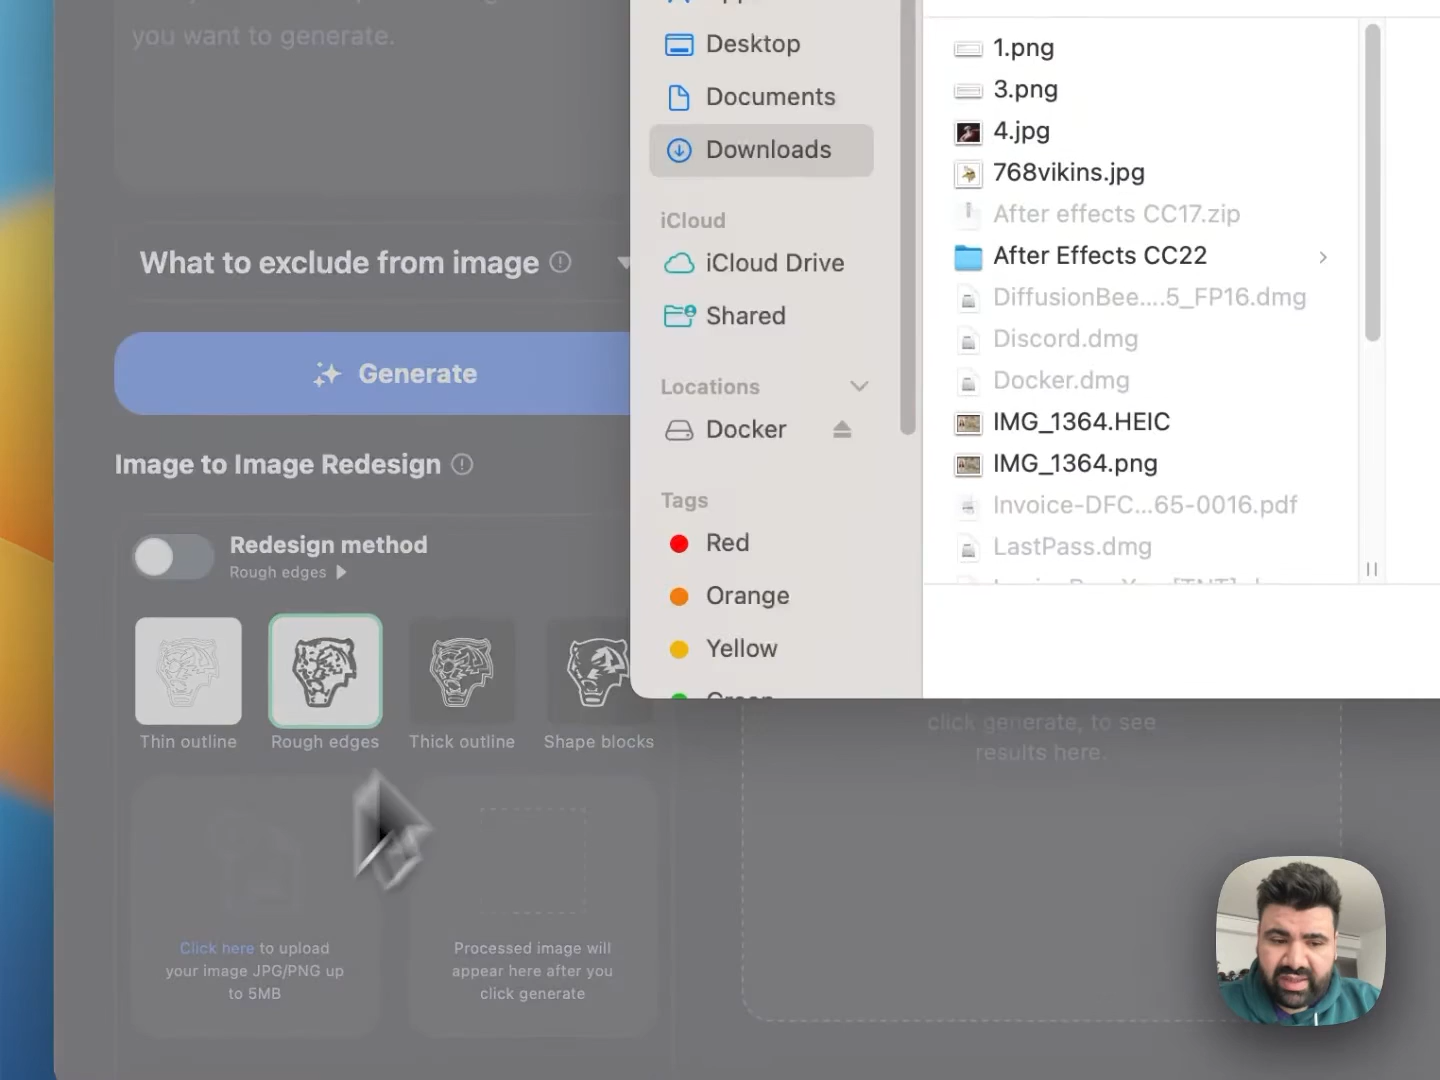 you want to generate.
What to exclude from image
Generate
Image to Image Redesign
Redesign method
Rough edges
Thin outline
Rough edges
Thick outline
Shape blocks
Click here to upload
your image JPG/PNG up
to 5MB
Processed image will
appear here after you
click generate
Desktop
Documents
Downloads
iCloud
iCloud Drive
Shared
Locations
Docker
Tags
Red
Orange
Yellow
Green
1.png
3.png
4.jpg
768vikins.jpg
After effects CC17.zip
After Effects CC22
DiffusionBee....5_FP16.dmg
Discord.dmg
Docker.dmg
IMG_1364.HEIC
IMG_1364.png
Invoice-DFC...65-0016.pdf
LastPass.dmg
click generate, to see
results here.